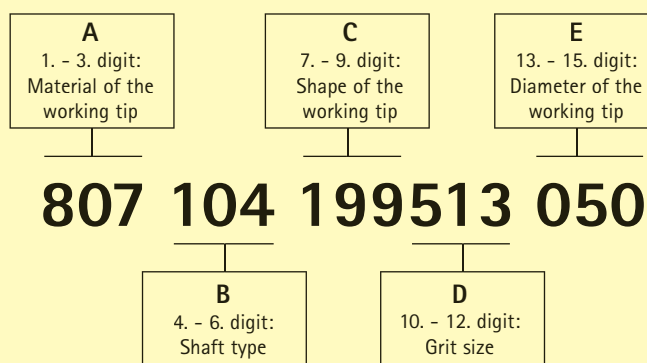 A
1. - 3. digit:
Material of the
working tip
C
7. - 9. digit:
Shape of the
working tip
E
13. - 15. digit:
Diameter of the
working tip
807 104 199513 050
B
4. - 6. digit:
Shaft type
D
10. - 12. digit:
Grit size